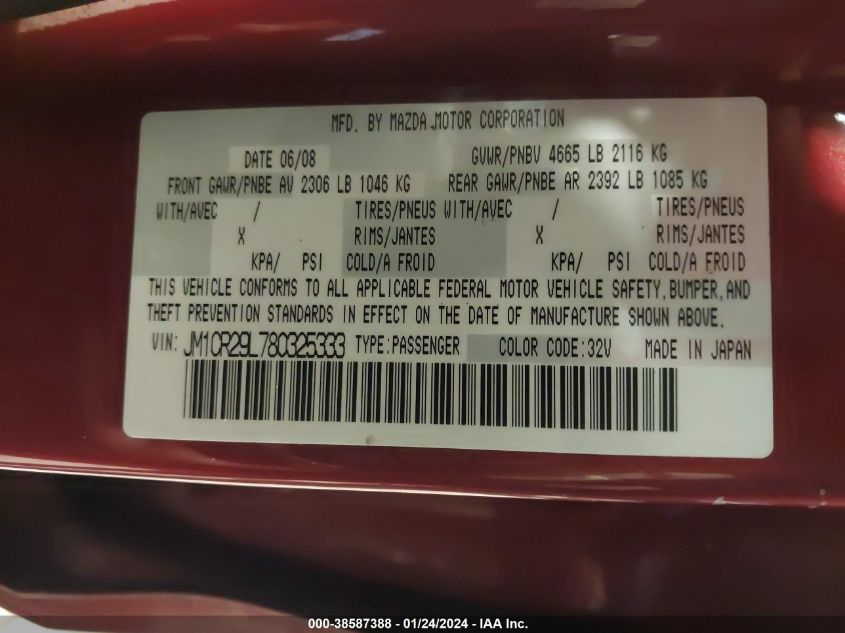 MFD. BY MAZDA MOTOR CORPORATION
DATE 06/08 GVWR/PNBV 4665 LB 2116 KG
FRONT GAWR/PNBE AV 2306 LB 1046 KG REAR GAWR/PNBE AR 2392 LB 1085 KG
WITH/AVEC / TIRES/PNEUS WITH/AVEC / TIRES/PNEUS
X RIMS/JANTES X RIMS/JANTES
KPA/ PSI COLD/A FROID KPA/ PSI COLD/A FROID
THIS VEHICLE CONFORMS TO ALL APPLICABLE FEDERAL MOTOR VEHICLE SAFETY, BUMPER, AND
THEFT PREVENTION STANDARDS IN EFFECT ON THE DATE OF MANUFACTURE SHOWN ABOVE.
VIN: JM1CR29L780325333 TYPE:PASSENGER COLOR CODE:32V MADE IN JAPAN
000-38587388 - 01/24/2024 - IAA Inc.